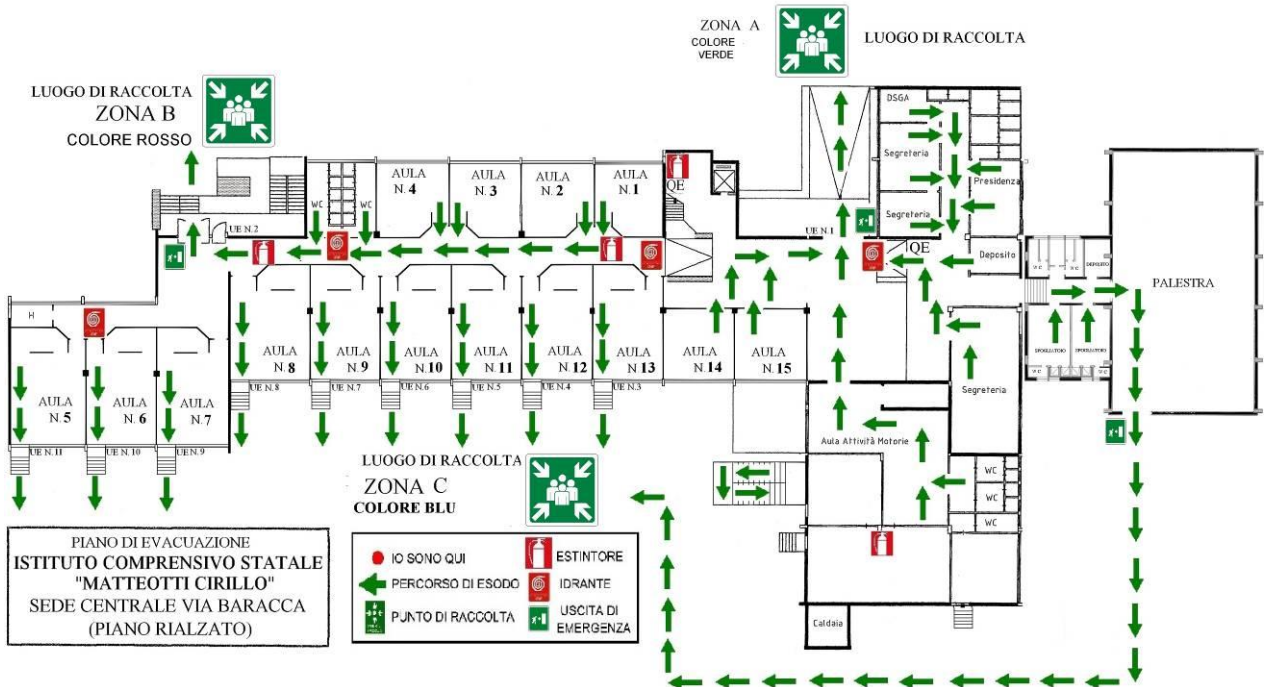 ZONA A
COLORE
VERDE
LUOGO DI RACCOLTA
LUOGO DI RACCOLTA
ZONA B
COLORE ROSSO
DSGA
Segreteria
Presidenza
Segreteria
Deposito
QE
UE N.1
QE
AULA
N. 4
AULA
N. 3
AULA
N. 2
AULA
N. 1
WC
WC
UE N.2
H
AULA
N. 5
AULA
N. 6
AULA
N. 7
AULA
N. 8
AULA
N. 9
AULA
N. 10
AULA
N. 11
AULA
N. 12
AULA
N. 13
AULA
N. 14
AULA
N. 15
UE N.8
UE N.7
UE N.6
UE N.5
UE N.4
UE N.3
UE N.11
UE N.10
UE N.9
WC
DEPOSITO
PALESTRA
SPOGLIATOIO
SPOGLIATOIO
WC
WC
Segreteria
Aula Attività Motorie
WC
WC
WC
Caldaia
LUOGO DI RACCOLTA
ZONA C
COLORE BLU
PIANO DI EVACUAZIONE
ISTITUTO COMPRENSIVO STATALE
"MATTEOTTI CIRILLO"
SEDE CENTRALE VIA BARACCA
(PIANO RIALZATO)
IO SONO QUI
PERCORSO DI ESODO
PUNTO DI RACCOLTA
ESTINTORE
IDRANTE
USCITA DI
EMERGENZA